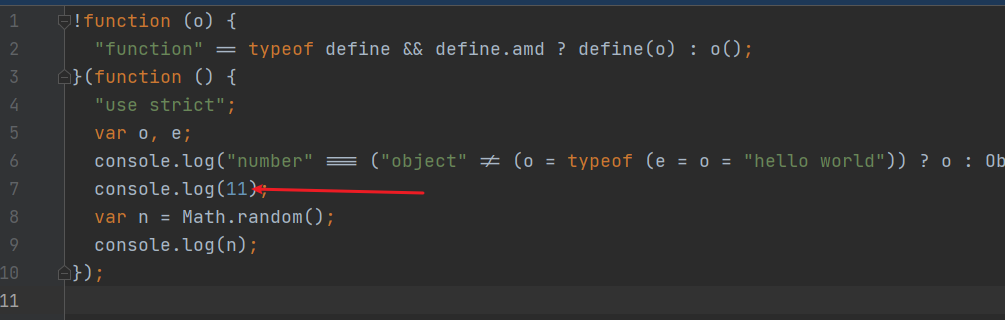 1 !function (o) {
2 "function" == typeof define && define.amd ? define(o) : o();
3 }(function () {
4 "use strict";
5 var o, e;
6 console.log("number" === ("object" != (o = typeof (e = o = "hello world")) ? o : Ob
7 console.log(11);
8 var n = Math.random();
9 console.log(n);
10 });
11